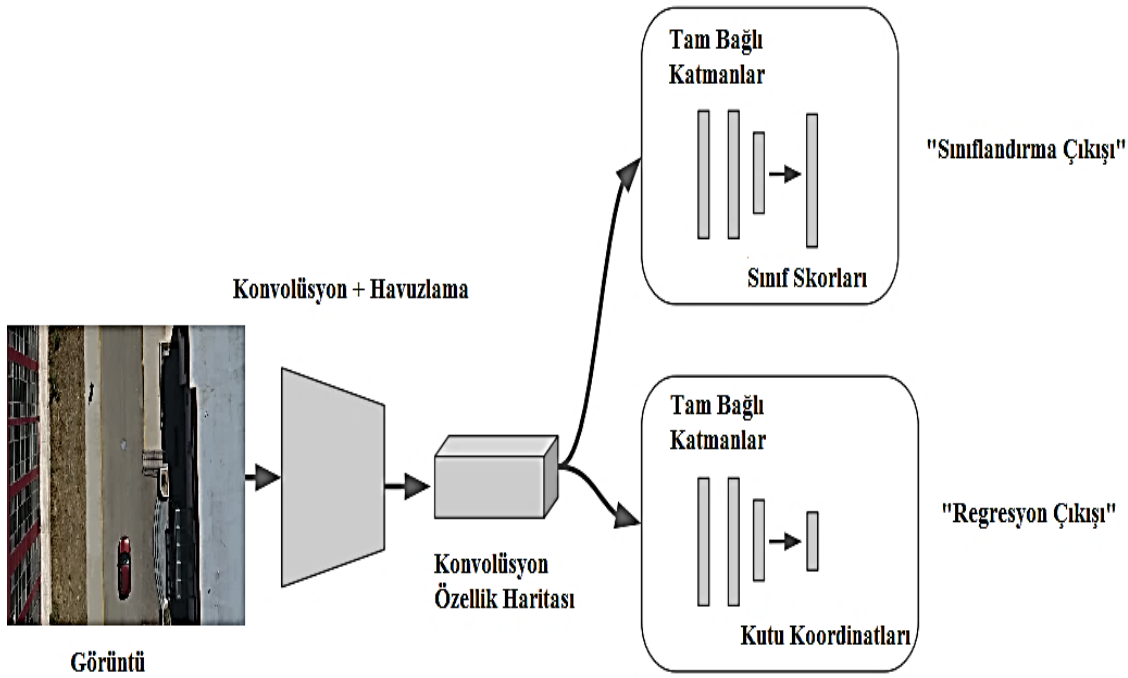 Tam Bağlı
Katmanlar
Sınıf Skorları
"Sınıflandırma Çıkışı"
Konvolüsyon + Havuzlama
Görüntü
Konvolüsyon
Özellik Haritası
Tam Bağlı
Katmanlar
Kutu Koordinatları
"Regresyon Çıkışı"